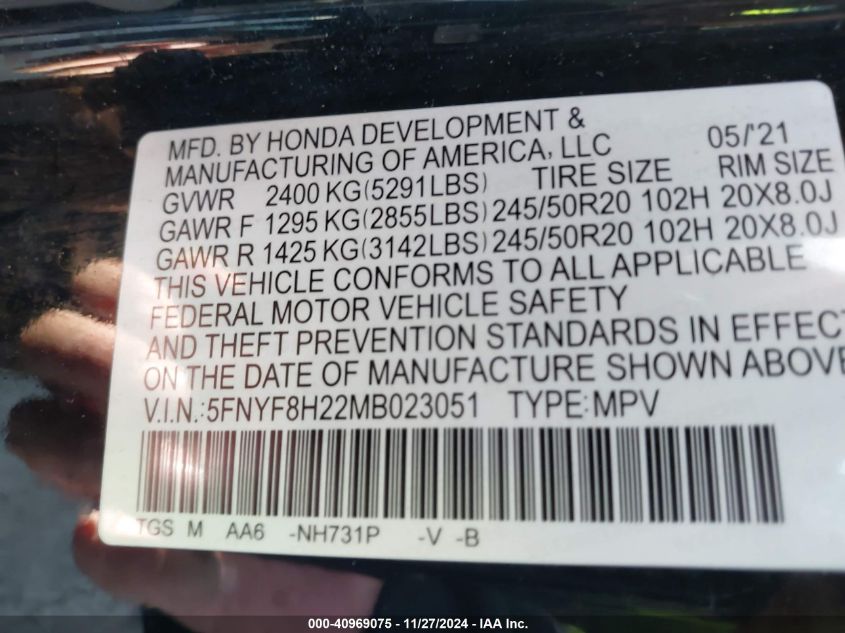 MFD. BY HONDA DEVELOPMENT & 05/'21
MANUFACTURING OF AMERICA, LLC
GVWR 2400 KG(5291LBS) TIRE SIZE RIM SIZE
GAWR F 1295 KG(2855LBS) 245/50R20 102H 20X8.0J
GAWR R 1425 KG(3142LBS) 245/50R20 102H 20X8.0J
THIS VEHICLE CONFORMS TO ALL APPLICABLE
FEDERAL MOTOR VEHICLE SAFETY
AND THEFT PREVENTION STANDARDS IN EFFECT
ON THE DATE OF MANUFACTURE SHOWN ABOVE
V.I.N.:5FNYF8H22MB023051 TYPE:MPV
TGS M AA6 -NH731P -V -B
000-40969075 - 11/27/2024 - IAA Inc.